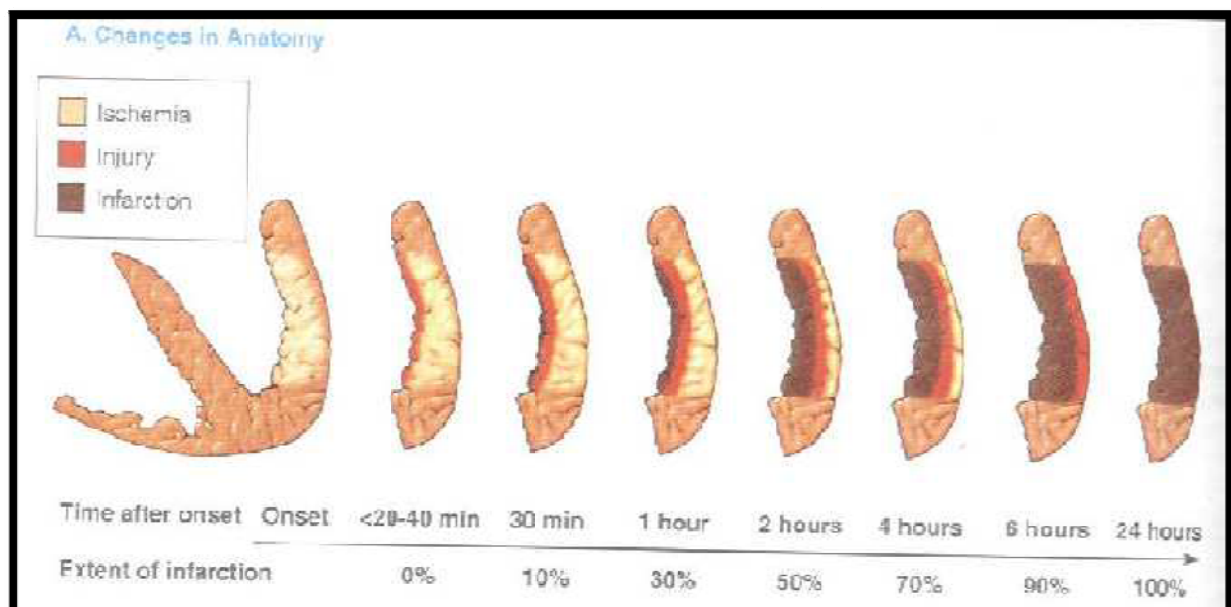 A. Changes in Anatomy
Ischemia
Injury
Infarction
Time after onset Onset <20-40 min 30 min 1 hour 2 hours 4 hours 6 hours 24 hours
Extent of infarction 0% 10% 30% 50% 70% 90% 100%